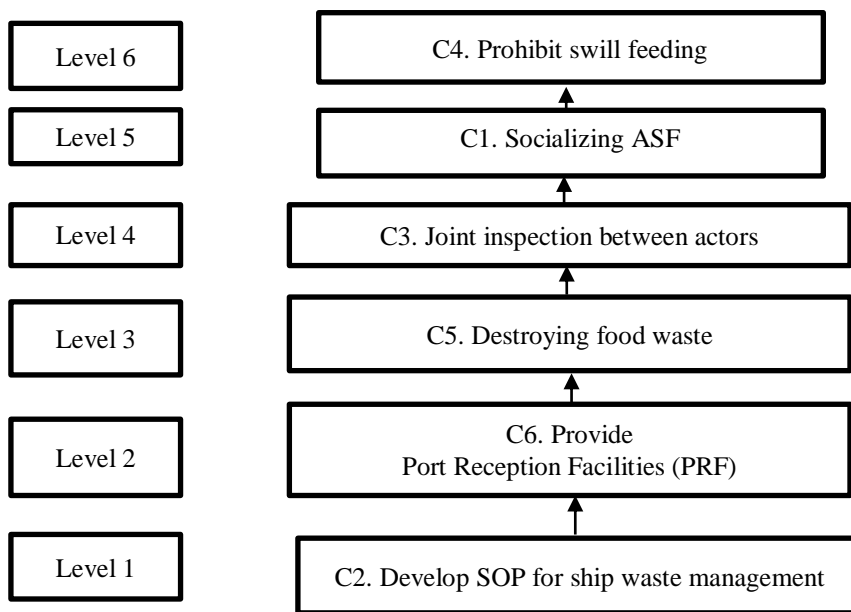 Level 6
C4. Prohibit swill feeding
Level 5
C1. Socializing ASF
Level 4
C3. Joint inspection between actors
Level 3
C5. Destroying food waste
Level 2
C6. Provide
Port Reception Facilities (PRF)
Level 1
C2. Develop SOP for ship waste management